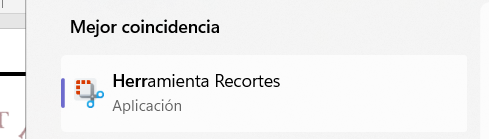 Mejor coincidencia
Herramienta Recortes
Aplicación